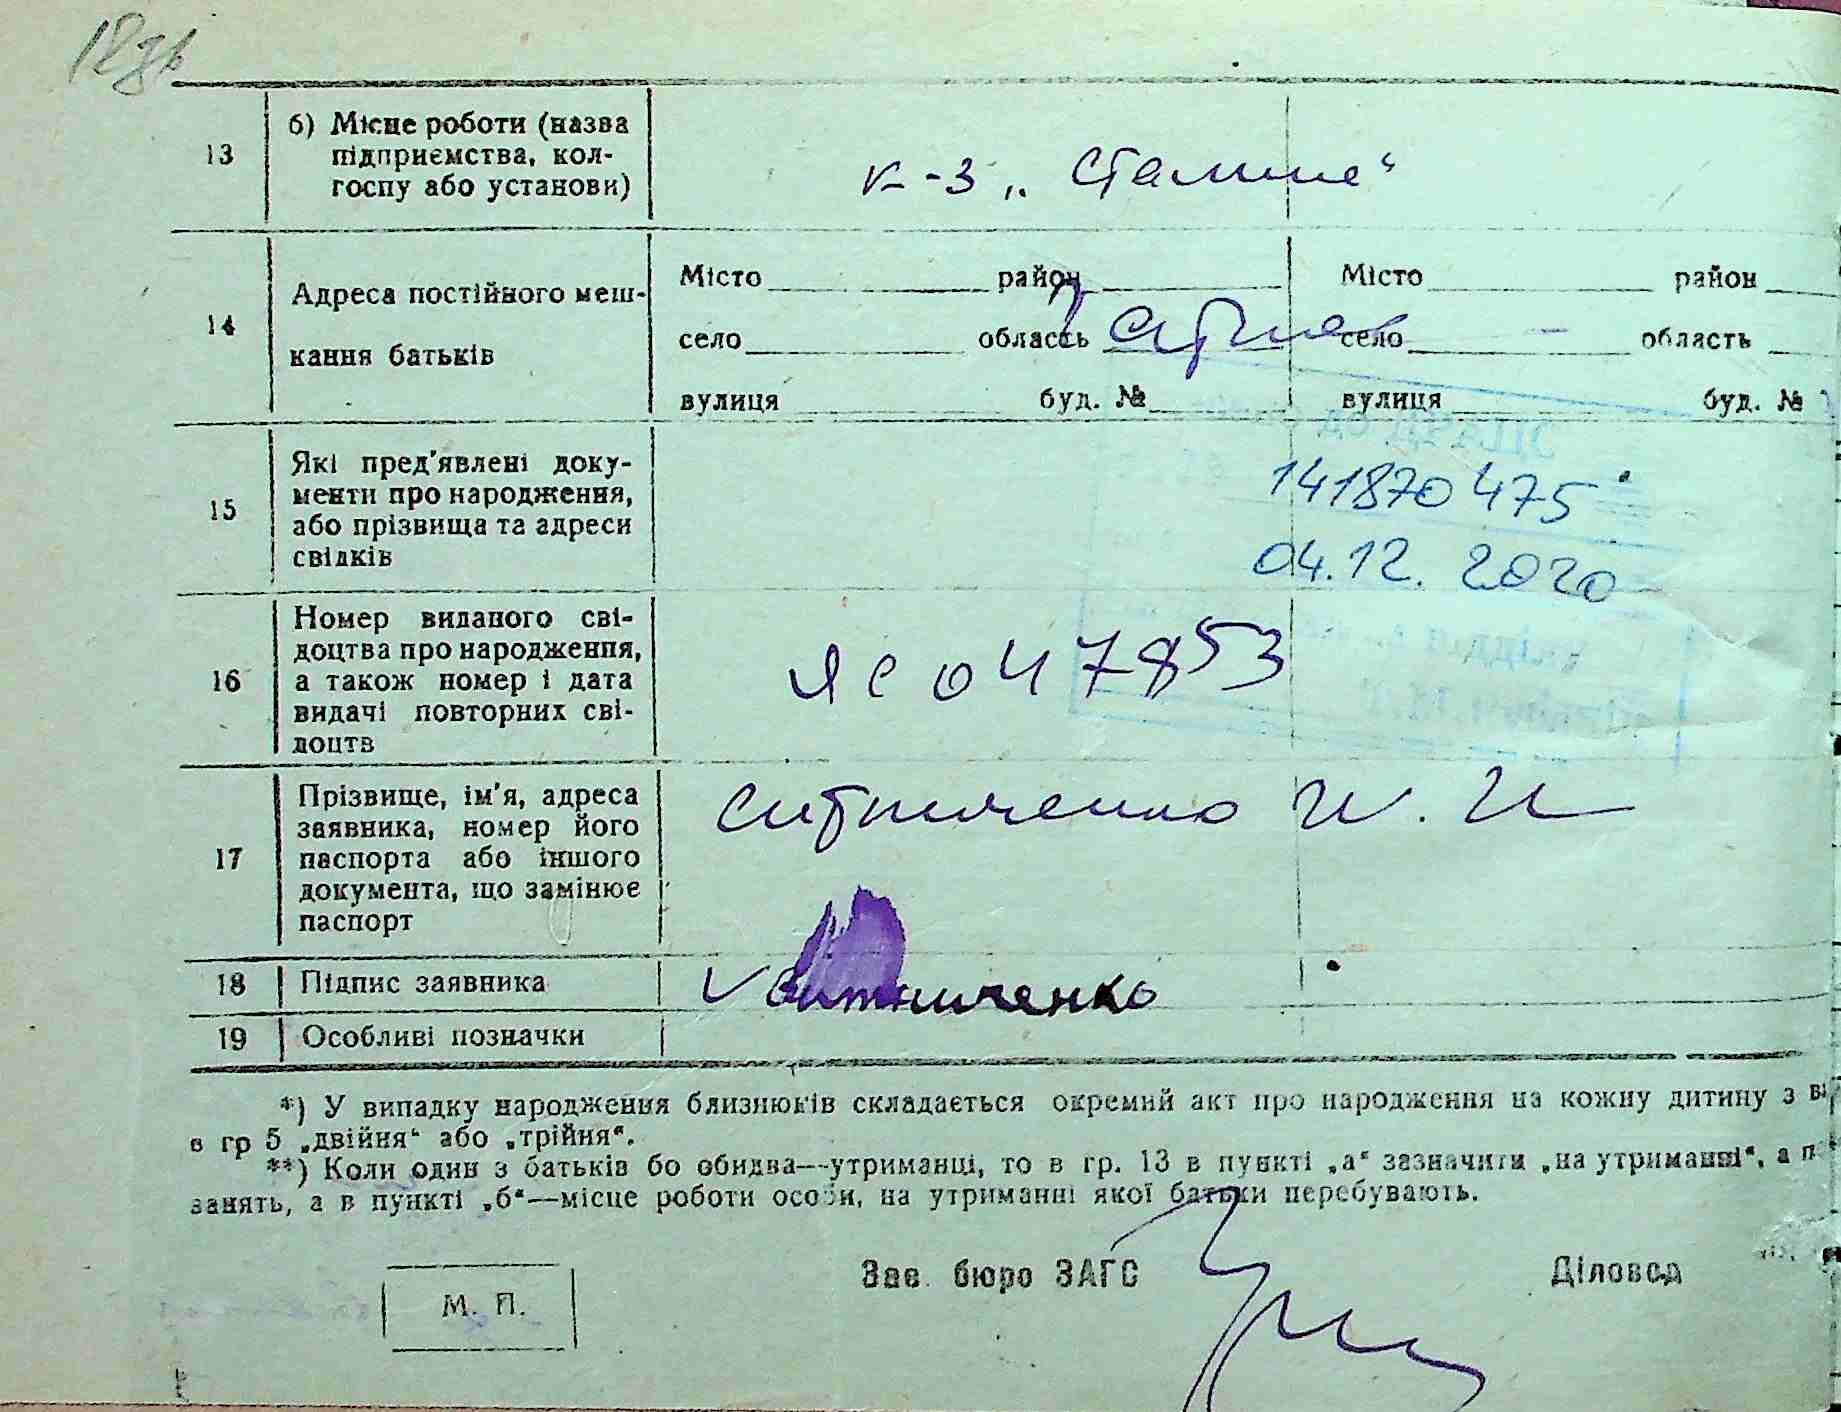 13
б) Місце роботи (назва
підприємства, кол-
госпу або установи)
к-з „Сталине“
14
Адреса постійного меш-
кання батьків
Місто район
село область
вулиця буд. №
Місто район
село область
вулиця буд. №
15
Які пред'явлені доку-
менти про народження,
або прізвища та адреси
свідків
141870475
04.12.2020
16
Номер виданого сві-
доцтва про народження,
а також номер і дата
видачі повторних сві-
доцтв
ЯС 047853
17
Прізвище, ім'я, адреса
заявника, номер його
паспорта або іншого
документа, що замінює
паспорт
Ситниченко И. И
18
Підпис заявника
Ситниченко
19
Особливі позначки
*) У випадку народження близнюків складається окремий акт про народження на кожну дитину з
в гр 5 „двійня“ або „трійня“.
**) Коли один з батьків бо обидва—утриманці, то в гр. 13 в пункті „а“ зазначити „на утриманні“, а
занять, а в пункті „б“—місце роботи особи, на утриманні якої батьки перебувають.
М. П.
Зав. бюро ЗАГС
Діловод